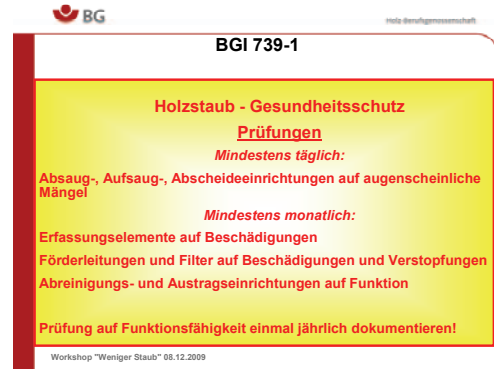 BG
Holz Berufsgenossenschaft
BGI 739-1
Holzstaub - Gesundheitsschutz
Prüfungen
Mindestens täglich:
Absaug-, Aufsaug-, Abscheideeinrichtungen auf augenscheinliche
Mängel
Mindestens monatlich:
Erfassungselemente auf Beschädigungen
Förderleitungen und Filter auf Beschädigungen und Verstopfungen
Abreinigungs- und Austragseinrichtungen auf Funktion
Prüfung auf Funktionsfähigkeit einmal jährlich dokumentieren!
Workshop "Weniger Staub" 08.12.2009